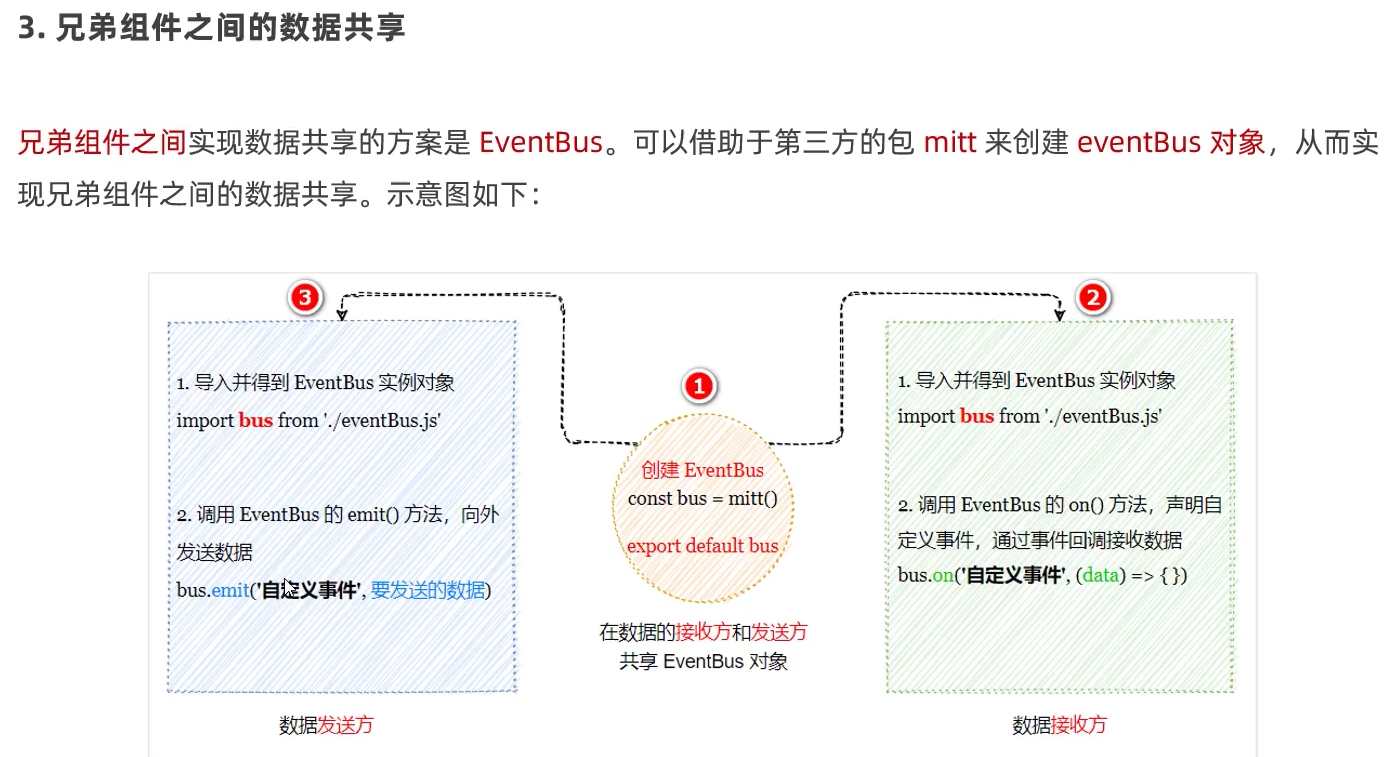 3. 兄弟组件之间的数据共享
兄弟组件之间实现数据共享的方案是 EventBus。可以借助于第三方的包 mitt 来创建 eventBus 对象，从而实
现兄弟组件之间的数据共享。示意图如下：
3
1. 导入并得到 EventBus 实例对象
import bus from './eventBus.js'
2. 调用 EventBus 的 emit() 方法，向外
发送数据
bus.emit('自定义事件', 要发送的数据)
数据发送方
1
创建 EventBus
const bus = mitt()
export default bus
在数据的接收方和发送方
共享 EventBus 对象
2
1. 导入并得到 EventBus 实例对象
import bus from './eventBus.js'
2. 调用 EventBus 的 on() 方法，声明自
定义事件，通过事件回调接收数据
bus.on('自定义事件', (data) => { })
数据接收方